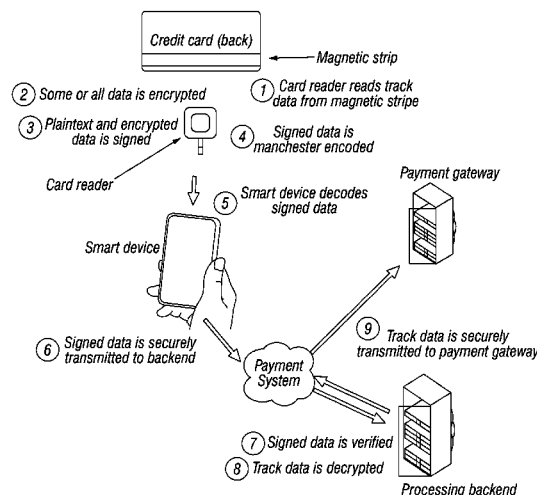 Credit card (back)
Magnetic strip
1 Card reader reads track
data from magnetic stripe
2 Some or all data is encrypted
3 Plaintext and encrypted
data is signed
4 Signed data is
manchester encoded
Card reader
5 Smart device decodes
signed data
Payment gateway
Smart device
6 Signed data is securely
transmitted to backend
9 Track data is securely
transmitted to payment gateway
Payment
System
7 Signed data is verified
8 Track data is decrypted
Processing backend